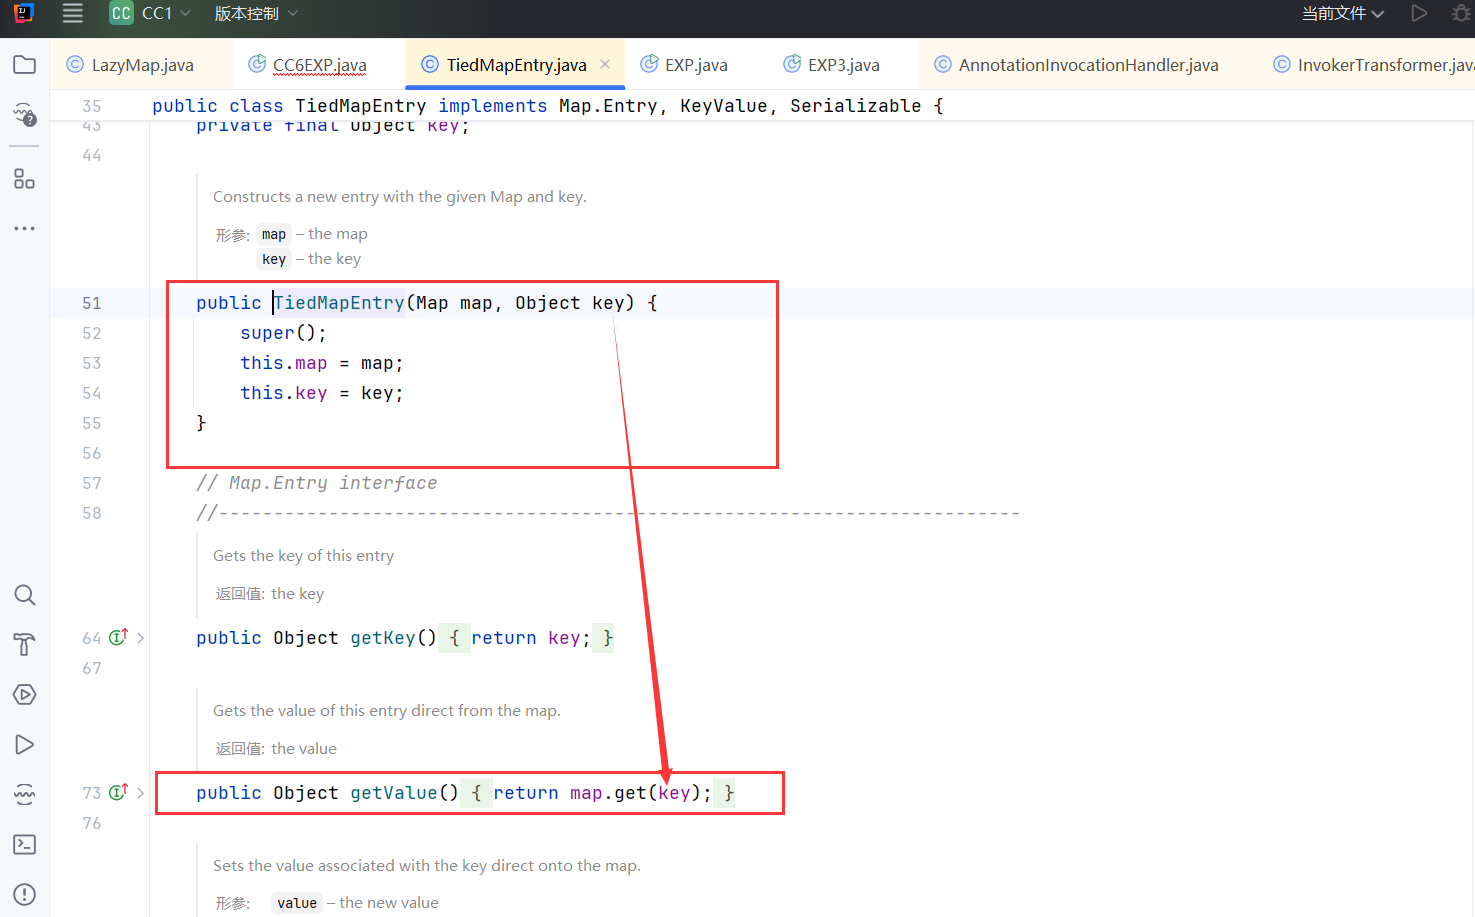 CC CC1 版本控制 当前文件
LazyMap.java CC6EXP.java TiedMapEntry.java EXP.java EXP3.java AnnotationInvocationHandler.java InvokerTransformer.java
35 public class TiedMapEntry implements Map.Entry, KeyValue, Serializable {
43 private final Object key;
44
Constructs a new entry with the given Map and key.
形参: map – the map
key – the key
51 public TiedMapEntry(Map map, Object key) {
52 super();
53 this.map = map;
54 this.key = key;
55 }
56
57 // Map.Entry interface
58 //-------------------------------------------------------------------------
Gets the key of this entry
返回值: the key
64 public Object getKey() { return key; }
67
Gets the value of this entry direct from the map.
返回值: the value
73 public Object getValue() { return map.get(key); }
76
Sets the value associated with the key direct onto the map.
形参: value – the new value